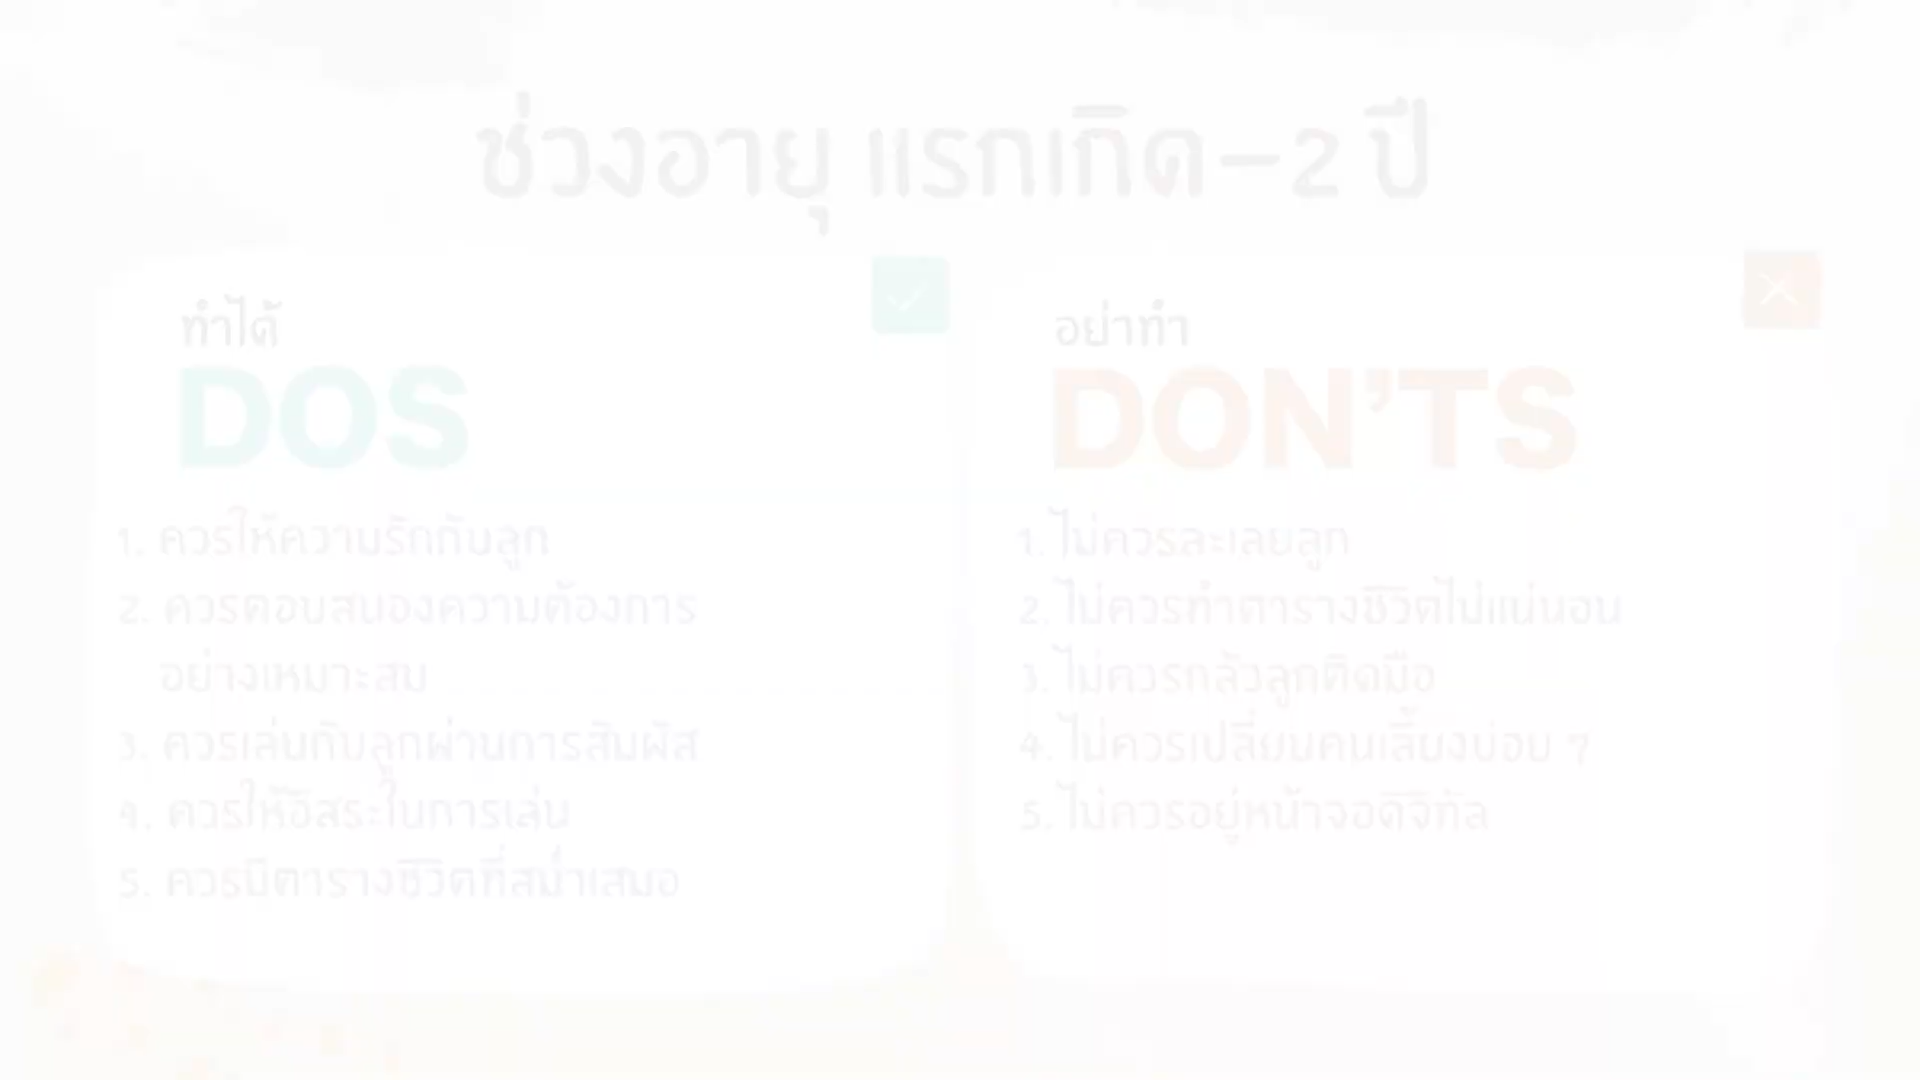 ช่วงอายุ แรกเกิด–2 ปี
ทำได้
DOS
1. ควรให้ความรักกับลูก
2. ควรตอบสนองความต้องการ
อย่างเหมาะสม
3. ควรเล่นกับลูกผ่านการสัมผัส
4. ควรให้อิสระในการเล่น
5. ควรมีตารางชีวิตที่สม่ำเสมอ
อย่าทำ
DON'TS
1. ไม่ควรละเลยลูก
2. ไม่ควรทำตารางชีวิตไม่แน่นอน
3. ไม่ควรกลัวลูกติดมือ
4. ไม่ควรเปลี่ยนคนเลี้ยงบ่อย ๆ
5. ไม่ควรอยู่หน้าจอดิจิทัล